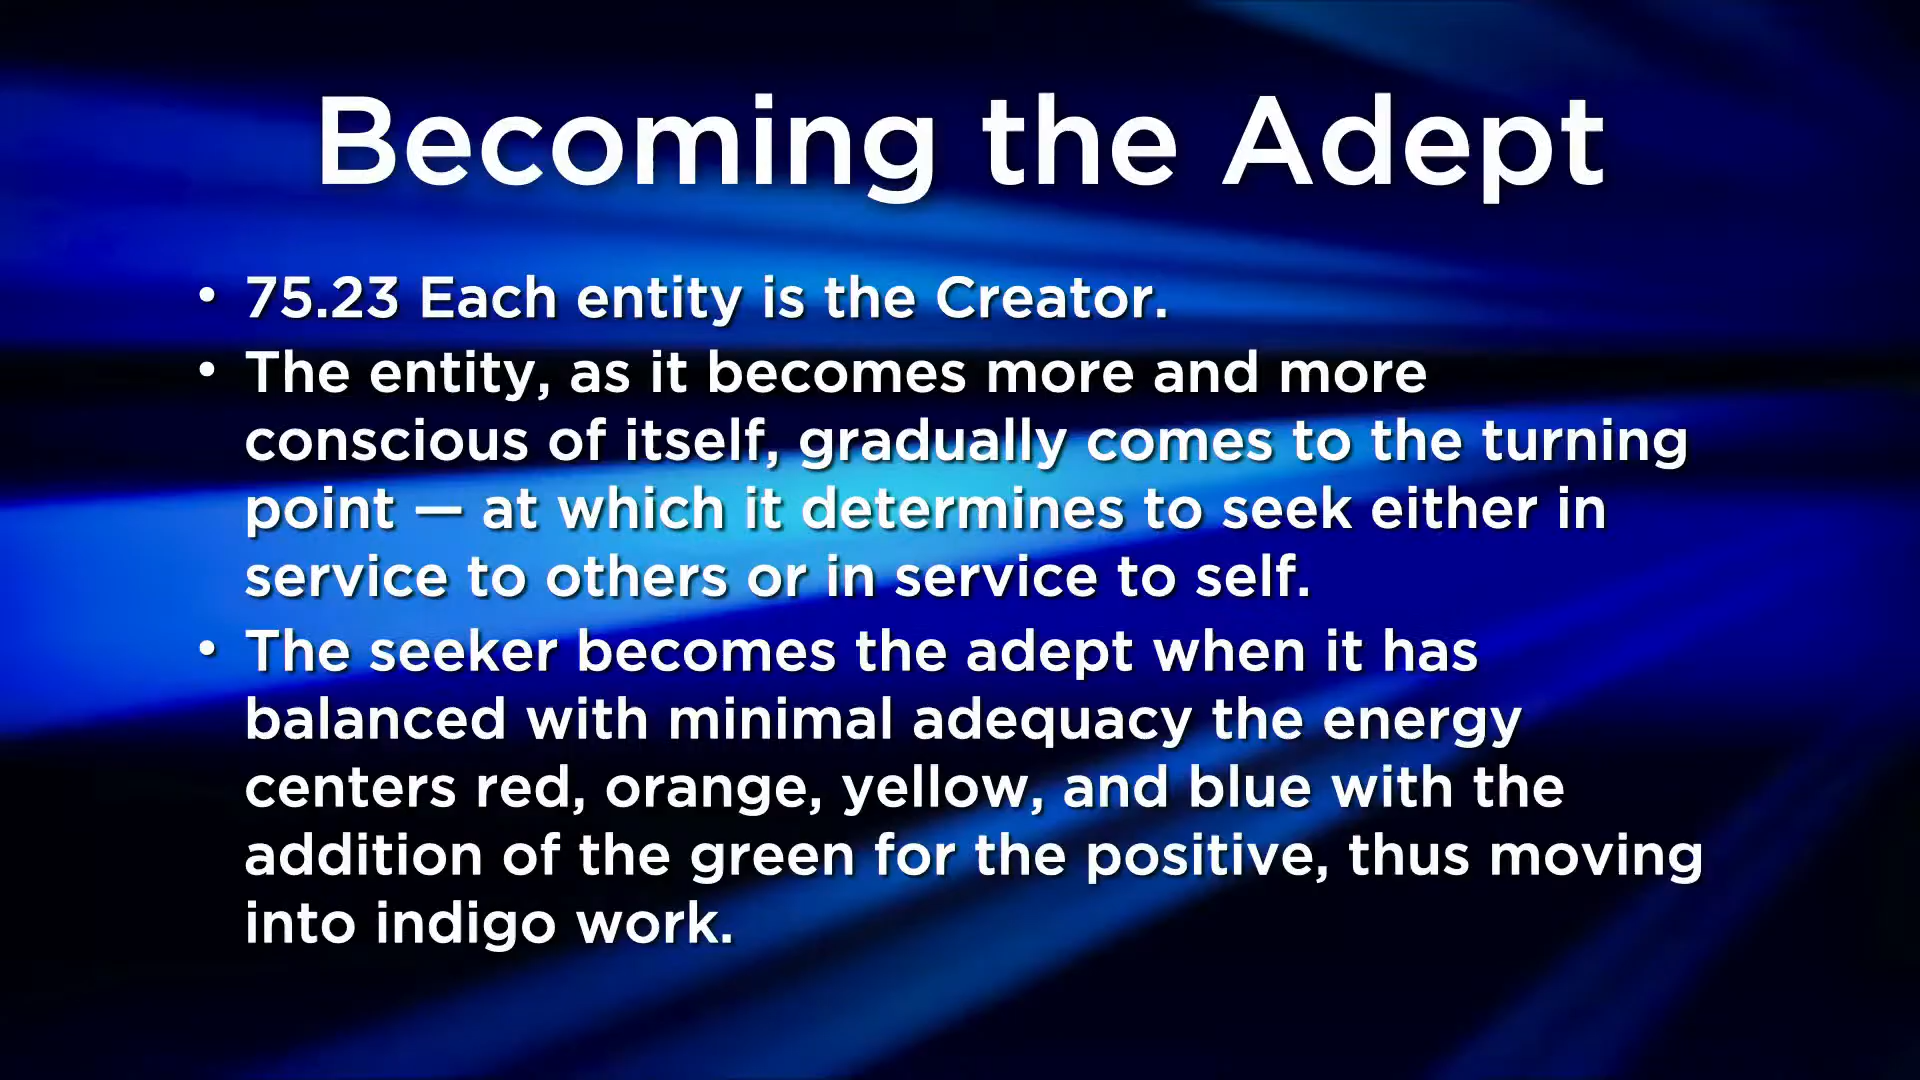 Becoming the Adept
• 75.23 Each entity is the Creator.
• The entity, as it becomes more and more
conscious of itself, gradually comes to the turning
point — at which it determines to seek either in
service to others or in service to self.
• The seeker becomes the adept when it has
balanced with minimal adequacy the energy
centers red, orange, yellow, and blue with the
addition of the green for the positive, thus moving
into indigo work.